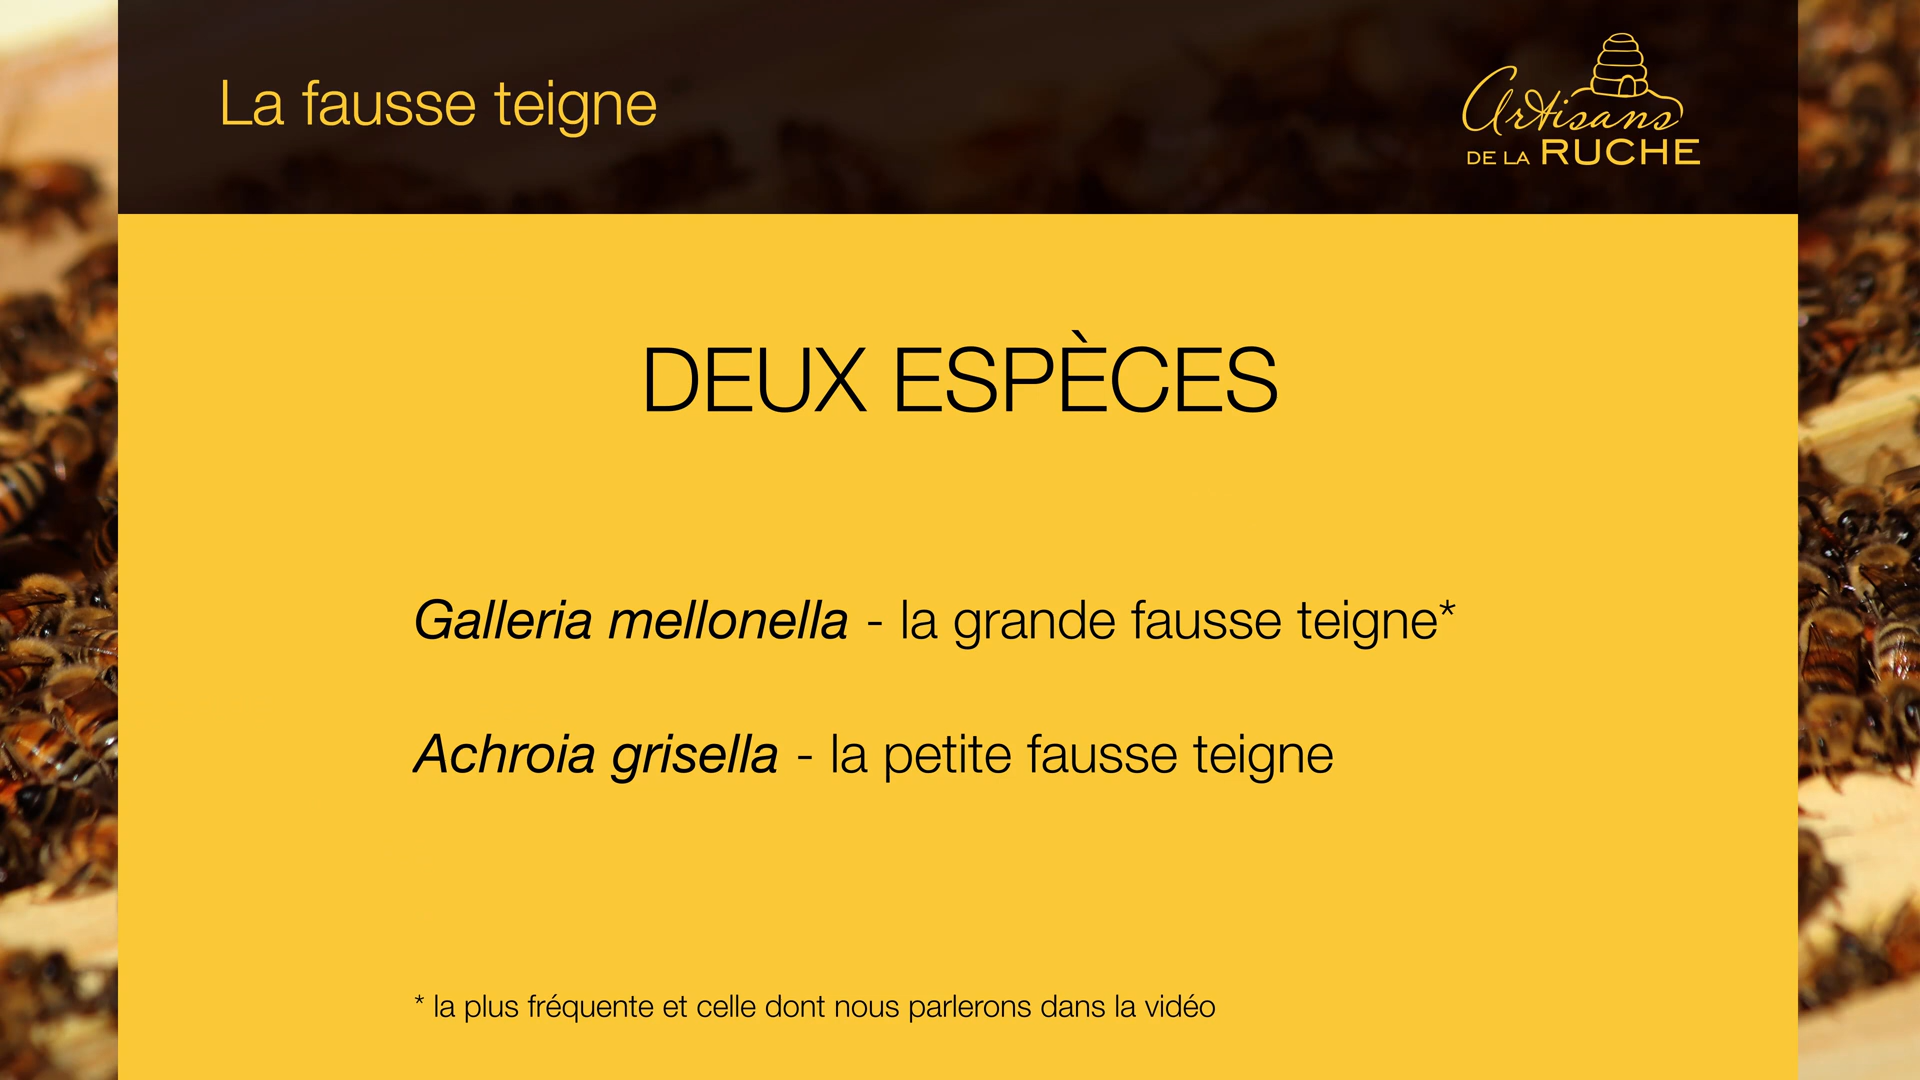 La fausse teigne
Artisans
DE LA RUCHE
DEUX ESPÈCES
Galleria mellonella - la grande fausse teigne*
Achroia grisella - la petite fausse teigne
* la plus fréquente et celle dont nous parlerons dans la vidéo